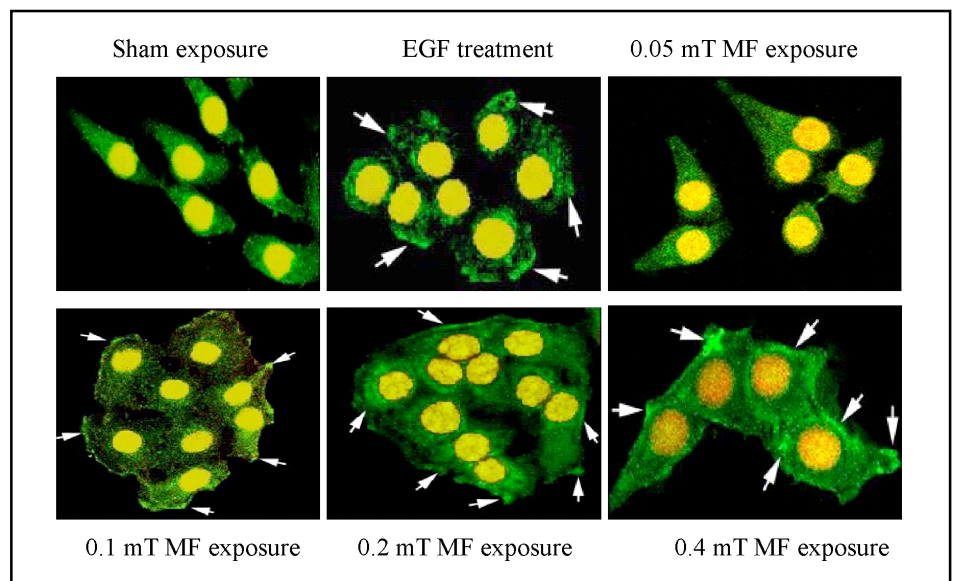 Sham exposure
EGF treatment
0.05 mT MF exposure
0.1 mT MF exposure
0.2 mT MF exposure
0.4 mT MF exposure